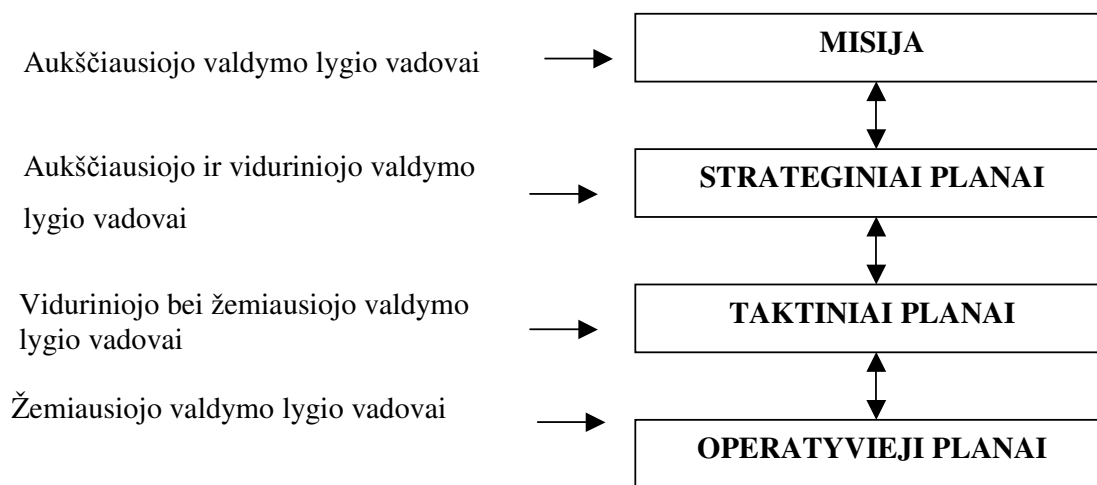 Aukščiausiojo valdymo lygio vadovai
MISIJA
Aukščiausiojo ir viduriniojo valdymo
lygio vadovai
STRATEGINIAI PLANAI
Viduriniojo bei žemiausiojo valdymo
lygio vadovai
TAKTINIAI PLANAI
Žemiausiojo valdymo lygio vadovai
OPERATYVIEJI PLANAI